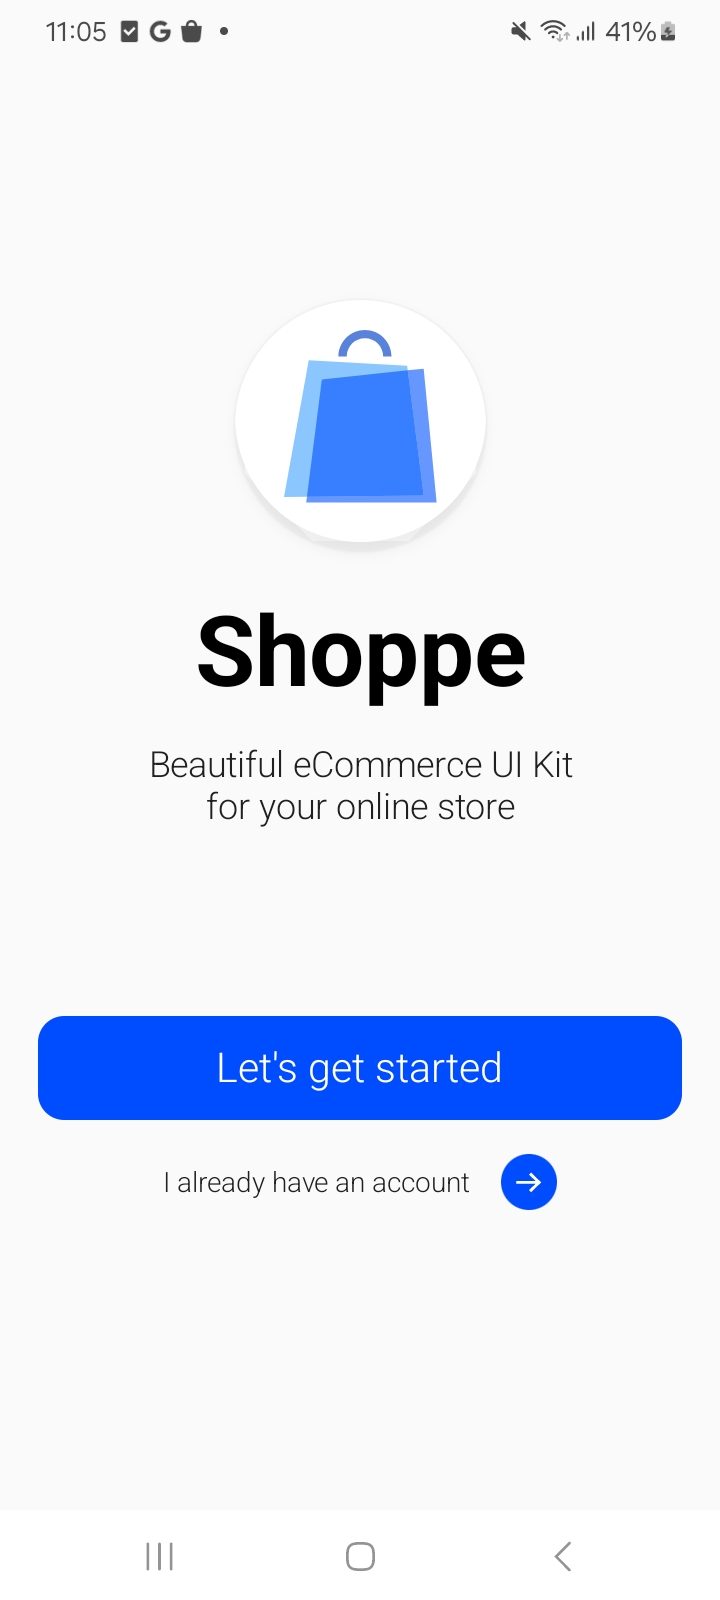 11:05 G 41%
Shoppe
Beautiful eCommerce UI Kit
for your online store
Let's get started
I already have an account